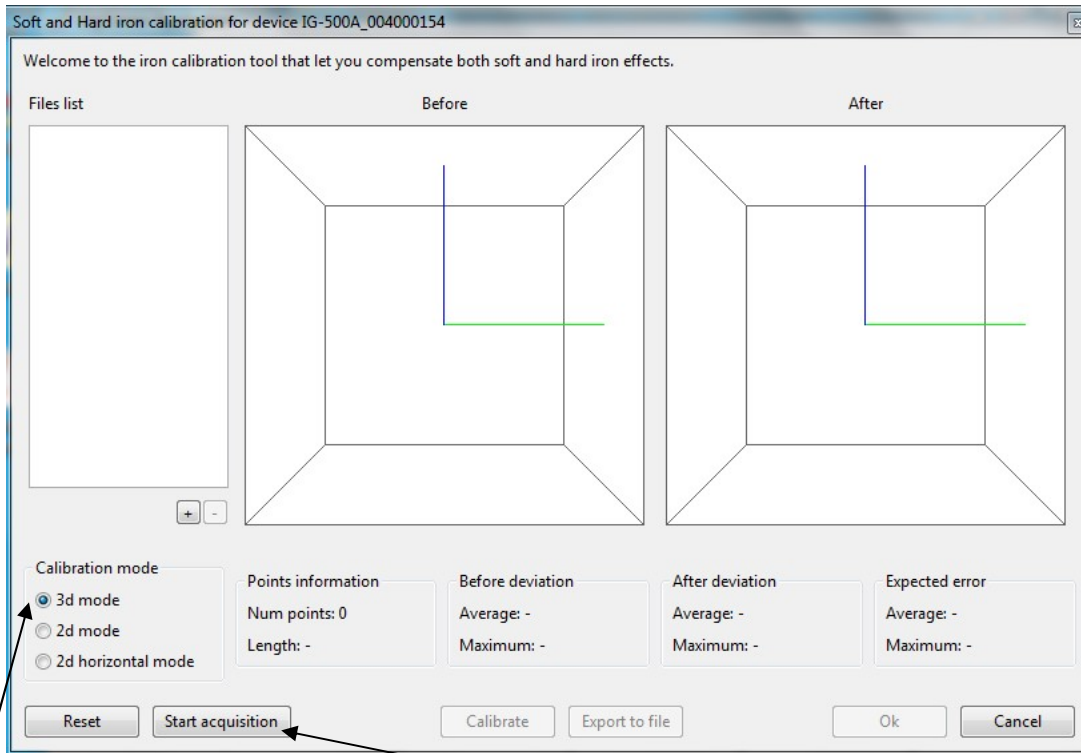 Soft and Hard iron calibration for device IG-500A_004000154
Welcome to the iron calibration tool that let you compensate both soft and hard iron effects.
Files list
Before
After
+
-
Calibration mode
3d mode
2d mode
2d horizontal mode
Points information
Num points: 0
Length: -
Before deviation
Average: -
Maximum: -
After deviation
Average: -
Maximum: -
Expected error
Average: -
Maximum: -
Reset
Start acquisition
Calibrate
Export to file
Ok
Cancel